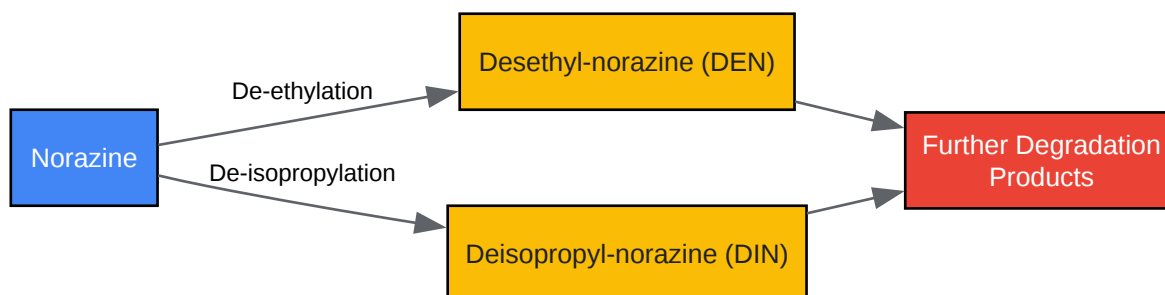 Desethyl-norazine (DEN)
De-ethylation
Norazine
Further Degradation
Products
De-isopropylation
Deisopropyl-norazine (DIN)